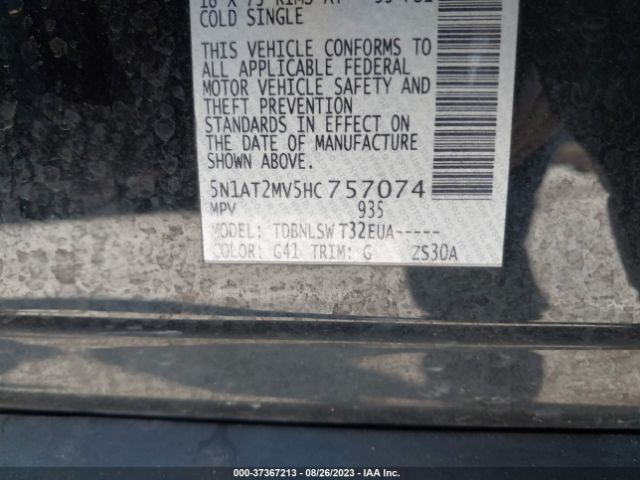 COLD SINGLE
THIS VEHICLE CONFORMS TO
ALL APPLICABLE FEDERAL
MOTOR VEHICLE SAFETY AND
THEFT PREVENTION
STANDARDS IN EFFECT ON
THE DATE OF MANUFACTURE
SHOWN ABOVE.
5N1AT2MV5HC757074
MPV 935
MODEL: TDBNLSW T32EUA-----
COLOR: G41 TRIM: G ZS30A
000-37367213 - 08/26/2023 - IAA Inc.